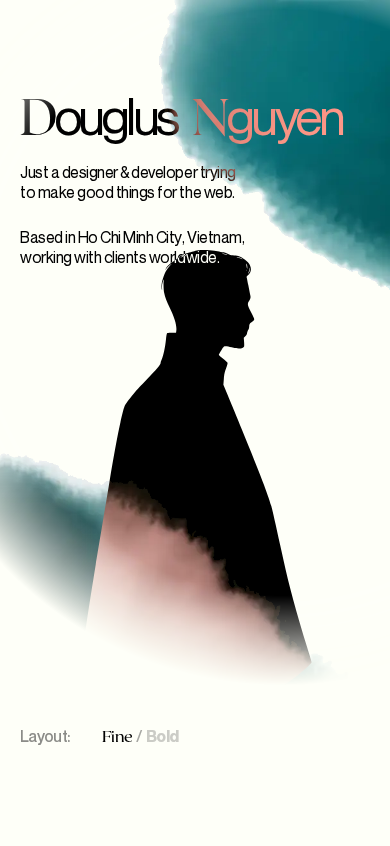 Douglus Nguyen
Just a designer & developer trying
to make good things for the web.
Based in Ho Chi Minh City, Vietnam,
working with clients worldwide.
Layout: Fine / Bold